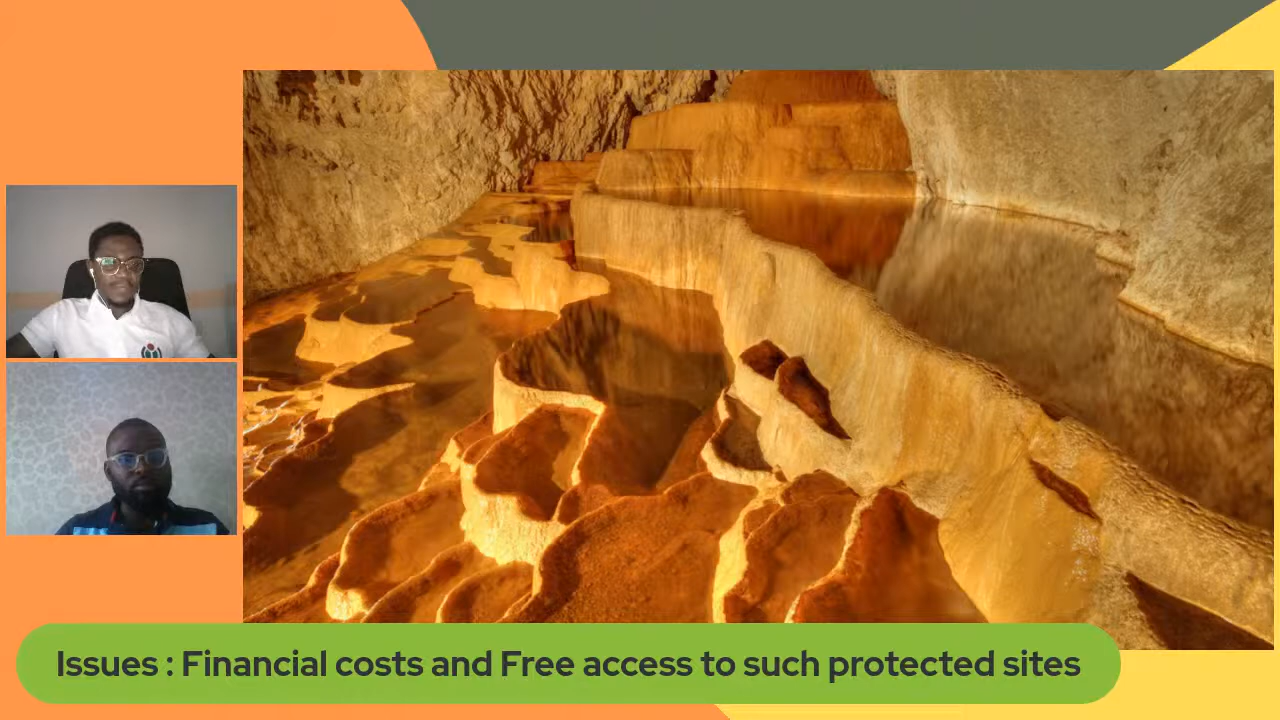 Issues : Financial costs and Free access to such protected sites